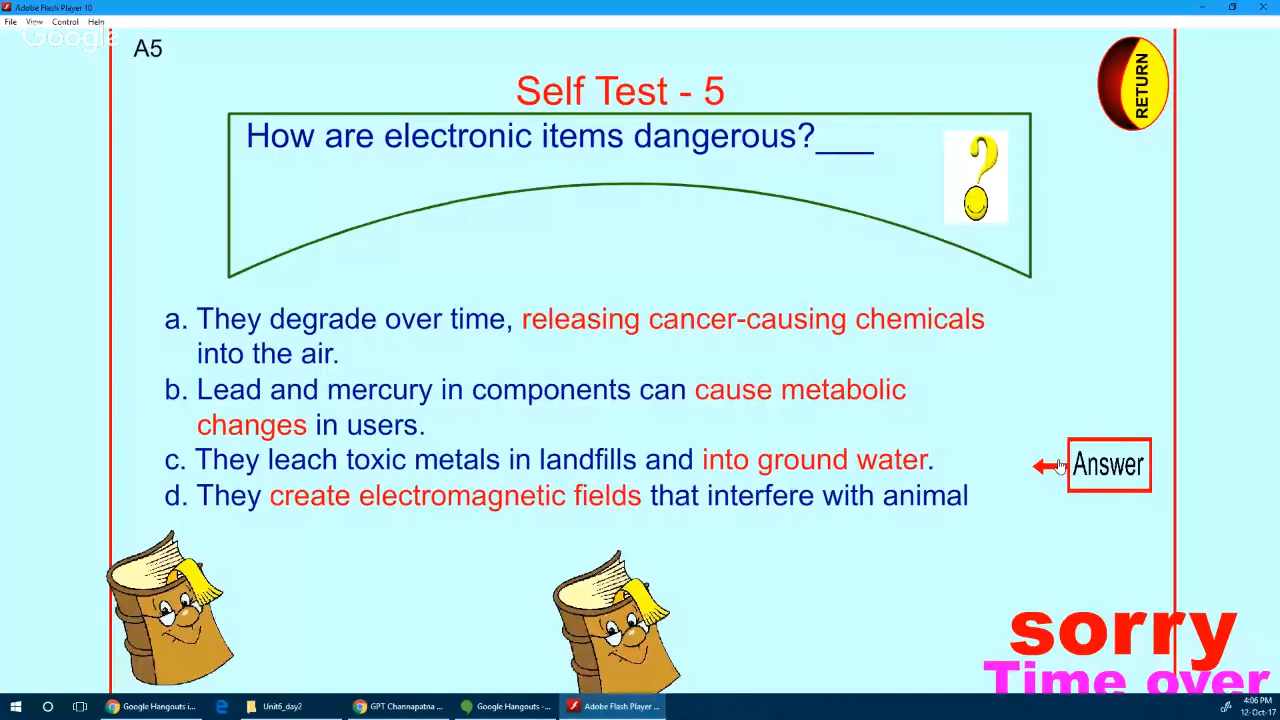 Adobe Flash Player 10
File View Control Help
Google
A5
RETURN
Self Test - 5
How are electronic items dangerous?___
a. They degrade over time, releasing cancer-causing chemicals
into the air.
b. Lead and mercury in components can cause metabolic
changes in users.
c. They leach toxic metals in landfills and into ground water.
Answer
d. They create electromagnetic fields that interfere with animal
sorry
Time over
Google Hangouts i...
Unit6_day2
GPT Channapatna ...
Google Hangouts -...
Adobe Flash Player ...
4:06 PM
12-Oct-17